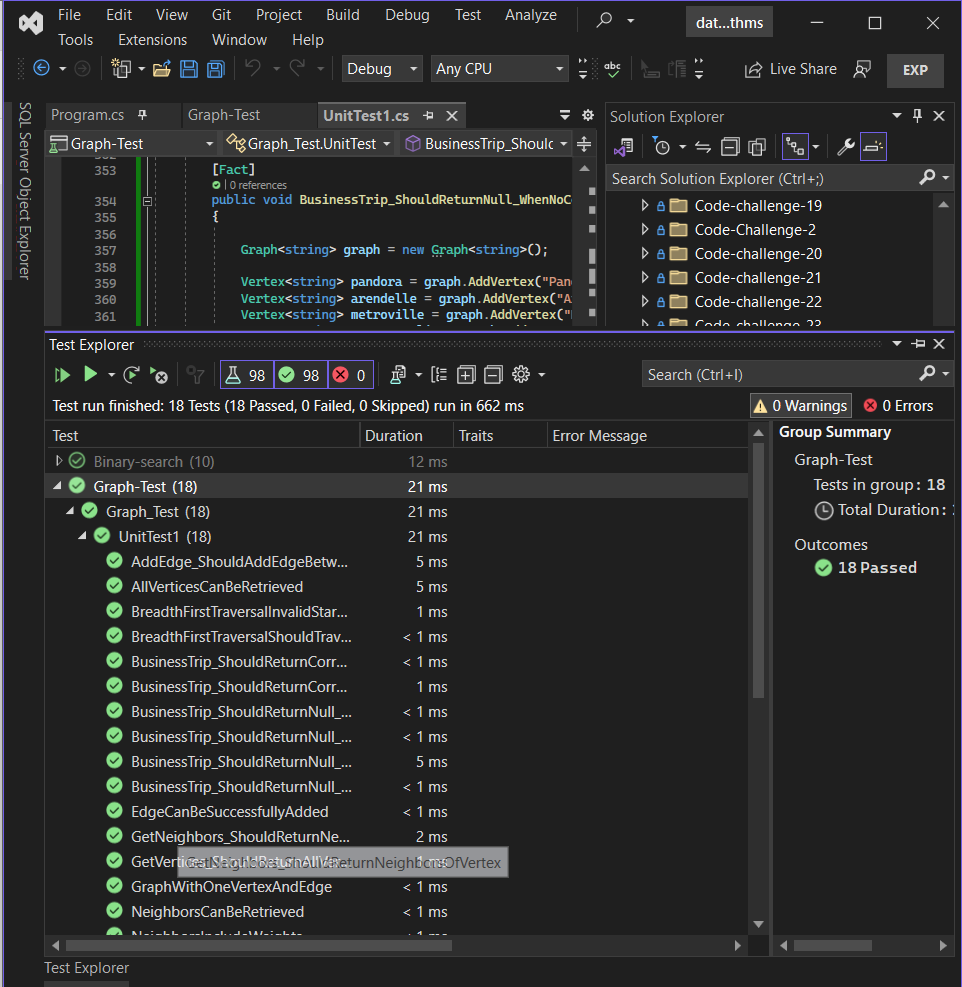 File Edit View Git Project Build Debug Test Analyze dat...thms
Tools Extensions Window Help
Debug Any CPU abc Live Share EXP
SQL Server Object Explorer
Program.cs Graph-Test UnitTest1.cs
Graph-Test Graph_Test.UnitTest BusinessTrip_Should
353 [Fact]
| 0 references
354 public void BusinessTrip_ShouldReturnNull_WhenNoC
355 {
356
357 Graph<string> graph = new Graph<string>();
358
359 Vertex<string> pandora = graph.AddVertex("Pan
360 Vertex<string> arendelle = graph.AddVertex("A
361 Vertex<string> metroville = graph.AddVertex("
Solution Explorer
Search Solution Explorer (Ctrl+;)
Code-challenge-19
Code-Challenge-2
Code-challenge-20
Code-challenge-21
Code-challenge-22
Code-challenge-23
Test Explorer
98 98 0
Search (Ctrl+I)
Test run finished: 18 Tests (18 Passed, 0 Failed, 0 Skipped) run in 662 ms
0 Warnings 0 Errors
Test Duration Traits Error Message
Binary-search (10) 12 ms
Graph-Test (18) 21 ms
Graph_Test (18) 21 ms
UnitTest1 (18) 21 ms
AddEdge_ShouldAddEdgeBetw... 5 ms
AllVerticesCanBeRetrieved 5 ms
BreadthFirstTraversalInvalidStar... 1 ms
BreadthFirstTraversalShouldTrav... < 1 ms
BusinessTrip_ShouldReturnCorr... < 1 ms
BusinessTrip_ShouldReturnCorr... 1 ms
BusinessTrip_ShouldReturnNull_... < 1 ms
BusinessTrip_ShouldReturnNull_... < 1 ms
BusinessTrip_ShouldReturnNull_... 5 ms
BusinessTrip_ShouldReturnNull_... < 1 ms
EdgeCanBeSuccessfullyAdded < 1 ms
GetNeighbors_ShouldReturnNe... 2 ms
GetVertices_ShouldReturnAllVer... 1 ms
GetNeighbors_ShouldReturnNeighborsOfVertex
GraphWithOneVertexAndEdge < 1 ms
NeighborsCanBeRetrieved < 1 ms
NeighborsIncludeWeights < 1 ms
Group Summary
Graph-Test
Tests in group: 18
Total Duration:
Outcomes
18 Passed
Test Explorer